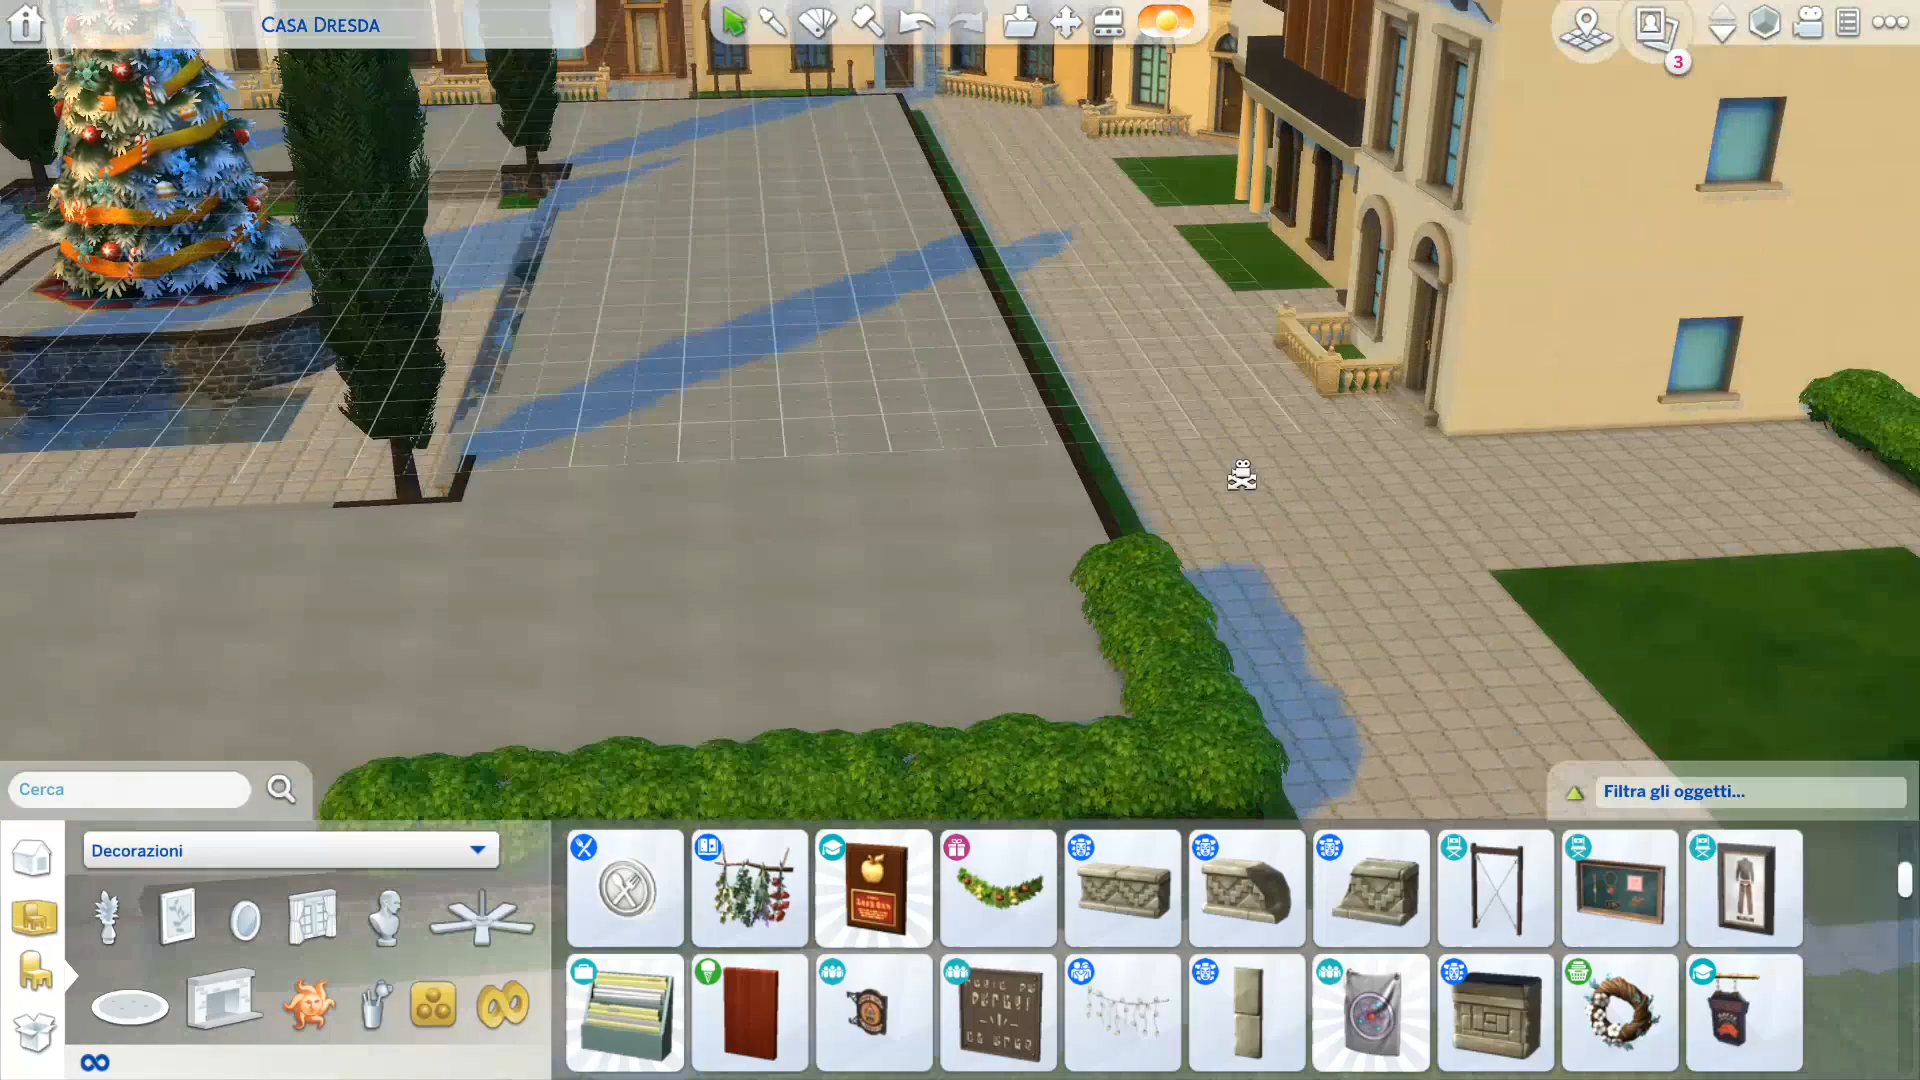 Casa Dresda
3
Cerca
Filtra gli oggetti...
Decorazioni